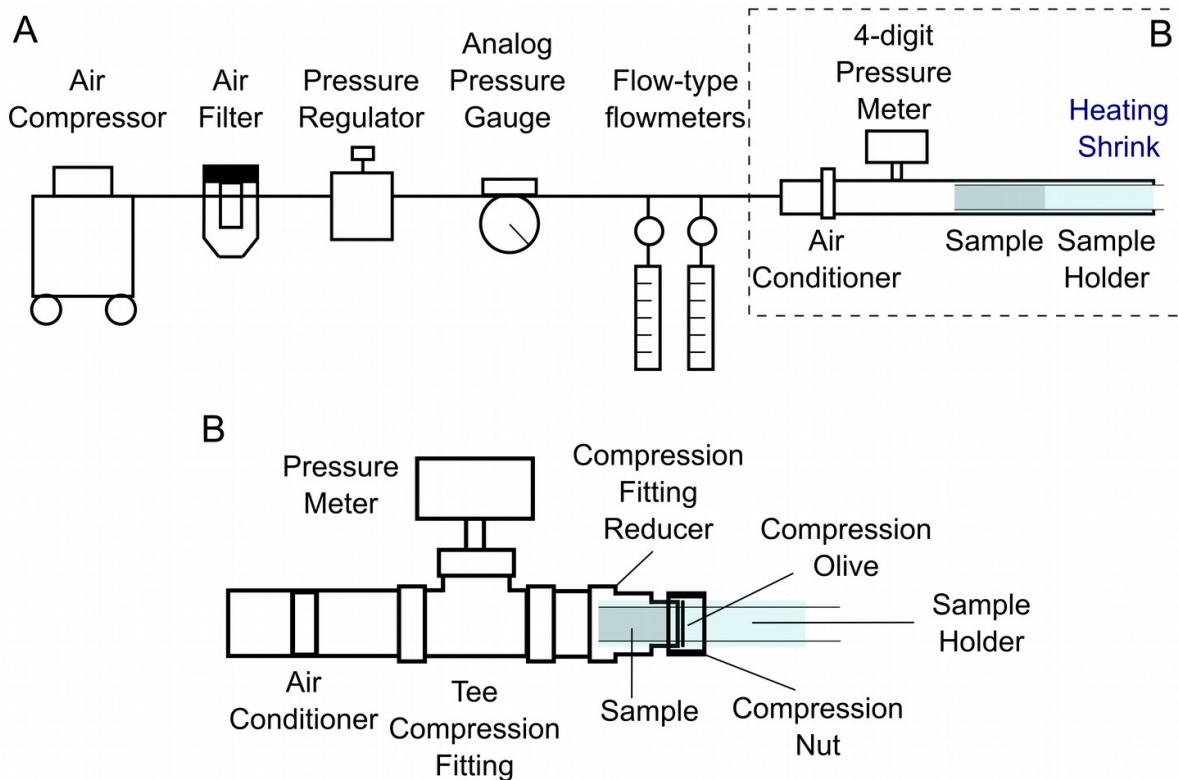 A
Air
Compressor
Air
Filter
Pressure
Regulator
Analog
Pressure
Gauge
Flow-type
flowmeters
4-digit
Pressure
Meter
B
Heating
Shrink
Air
Conditioner
Sample
Sample
Holder
B
Pressure
Meter
Compression
Fitting
Reducer
Compression
Olive
Sample
Holder
Air
Conditioner
Tee
Compression
Fitting
Sample
Compression
Nut